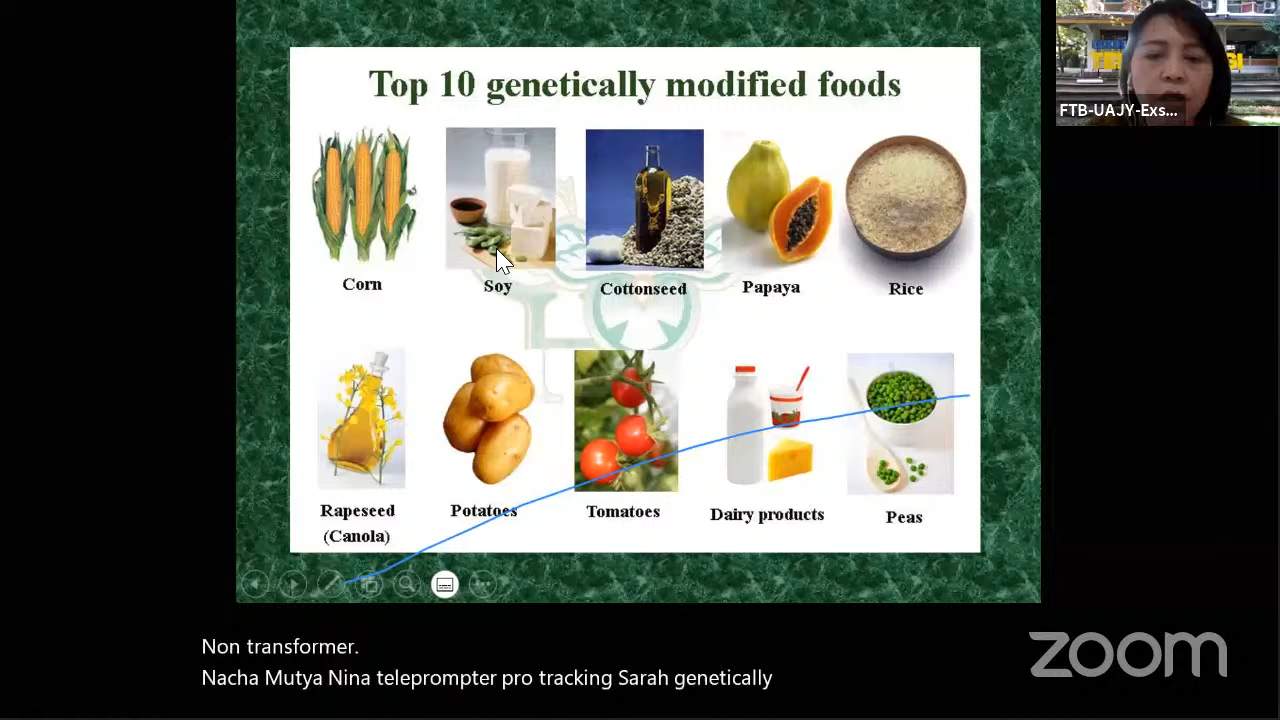 Top 10 genetically modified foods
Corn
Soy
Cottonseed
Papaya
Rice
Rapeseed
(Canola)
Potatoes
Tomatoes
Dairy products
Peas
FTB-UAJY-Exs...
Non transformer.
Nacha Mutya Nina teleprompter pro tracking Sarah genetically
zoom